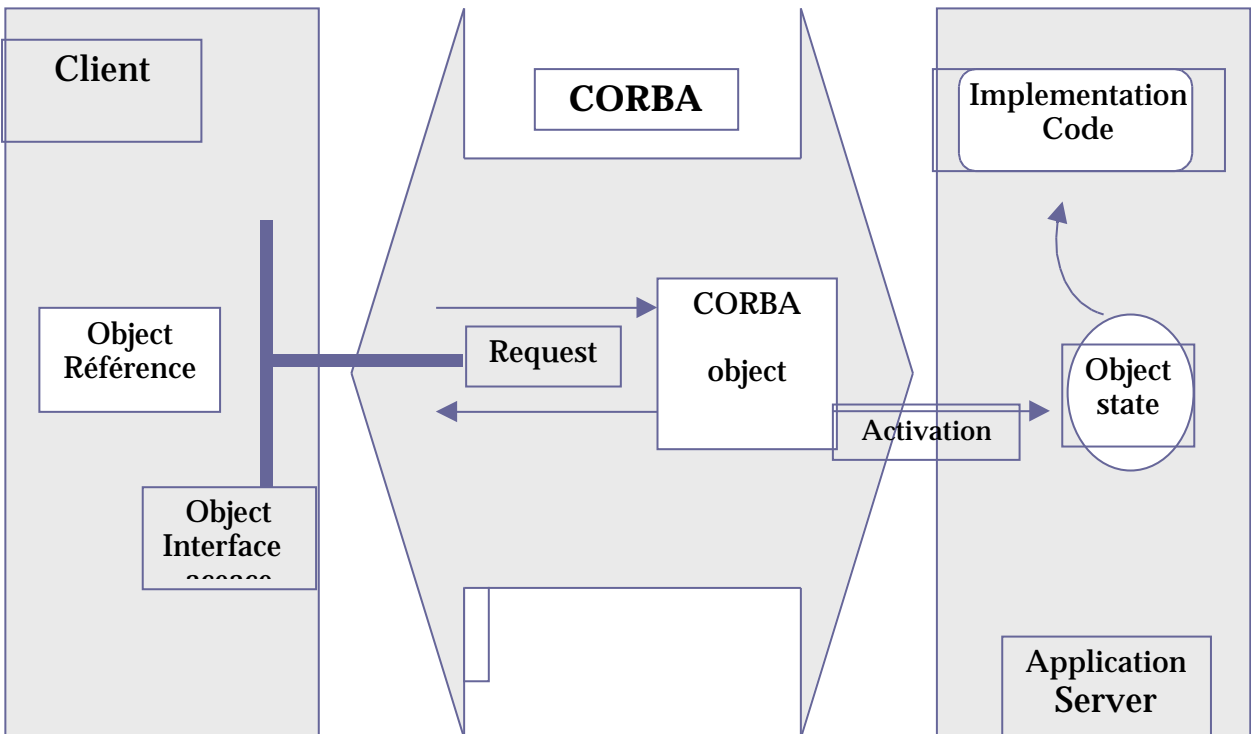 Client
CORBA
Implementation
Code
Object
Référence
Request
CORBA
object
Activation
Object
state
Object
Interface
Application
Server